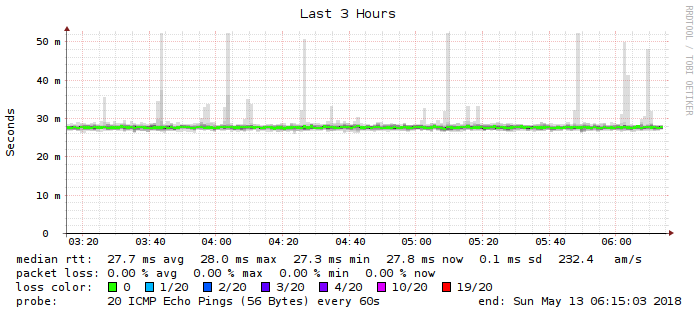 Last 3 Hours
RRDTOOL / TOBI OETIKER
Seconds
50 m
40 m
30 m
20 m
10 m
0
03:20 03:40 04:00 04:20 04:40 05:00 05:20 05:40 06:00
median rtt: 27.7 ms avg 28.0 ms max 27.3 ms min 27.8 ms now 0.1 ms sd 232.4 am/s
packet loss: 0.00 % avg 0.00 % max 0.00 % min 0.00 % now
loss color: 0 1/20 2/20 3/20 4/20 10/20 19/20
probe: 20 ICMP Echo Pings (56 Bytes) every 60s end: Sun May 13 06:15:03 2018